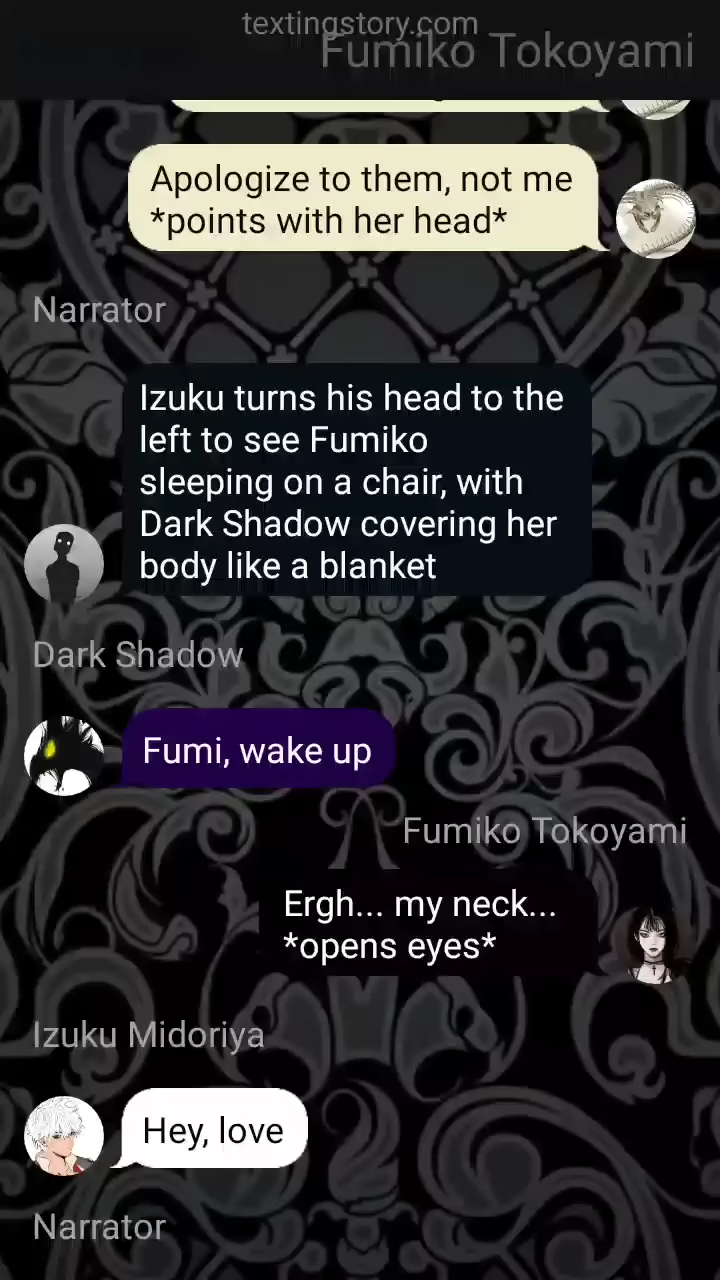 textingstory.com
Fumiko Tokoyami
Apologize to them, not me
*points with her head*
Narrator
Izuku turns his head to the
left to see Fumiko
sleeping on a chair, with
Dark Shadow covering her
body like a blanket
Dark Shadow
Fumi, wake up
Fumiko Tokoyami
Ergh... my neck...
*opens eyes*
Izuku Midoriya
Hey, love
Narrator